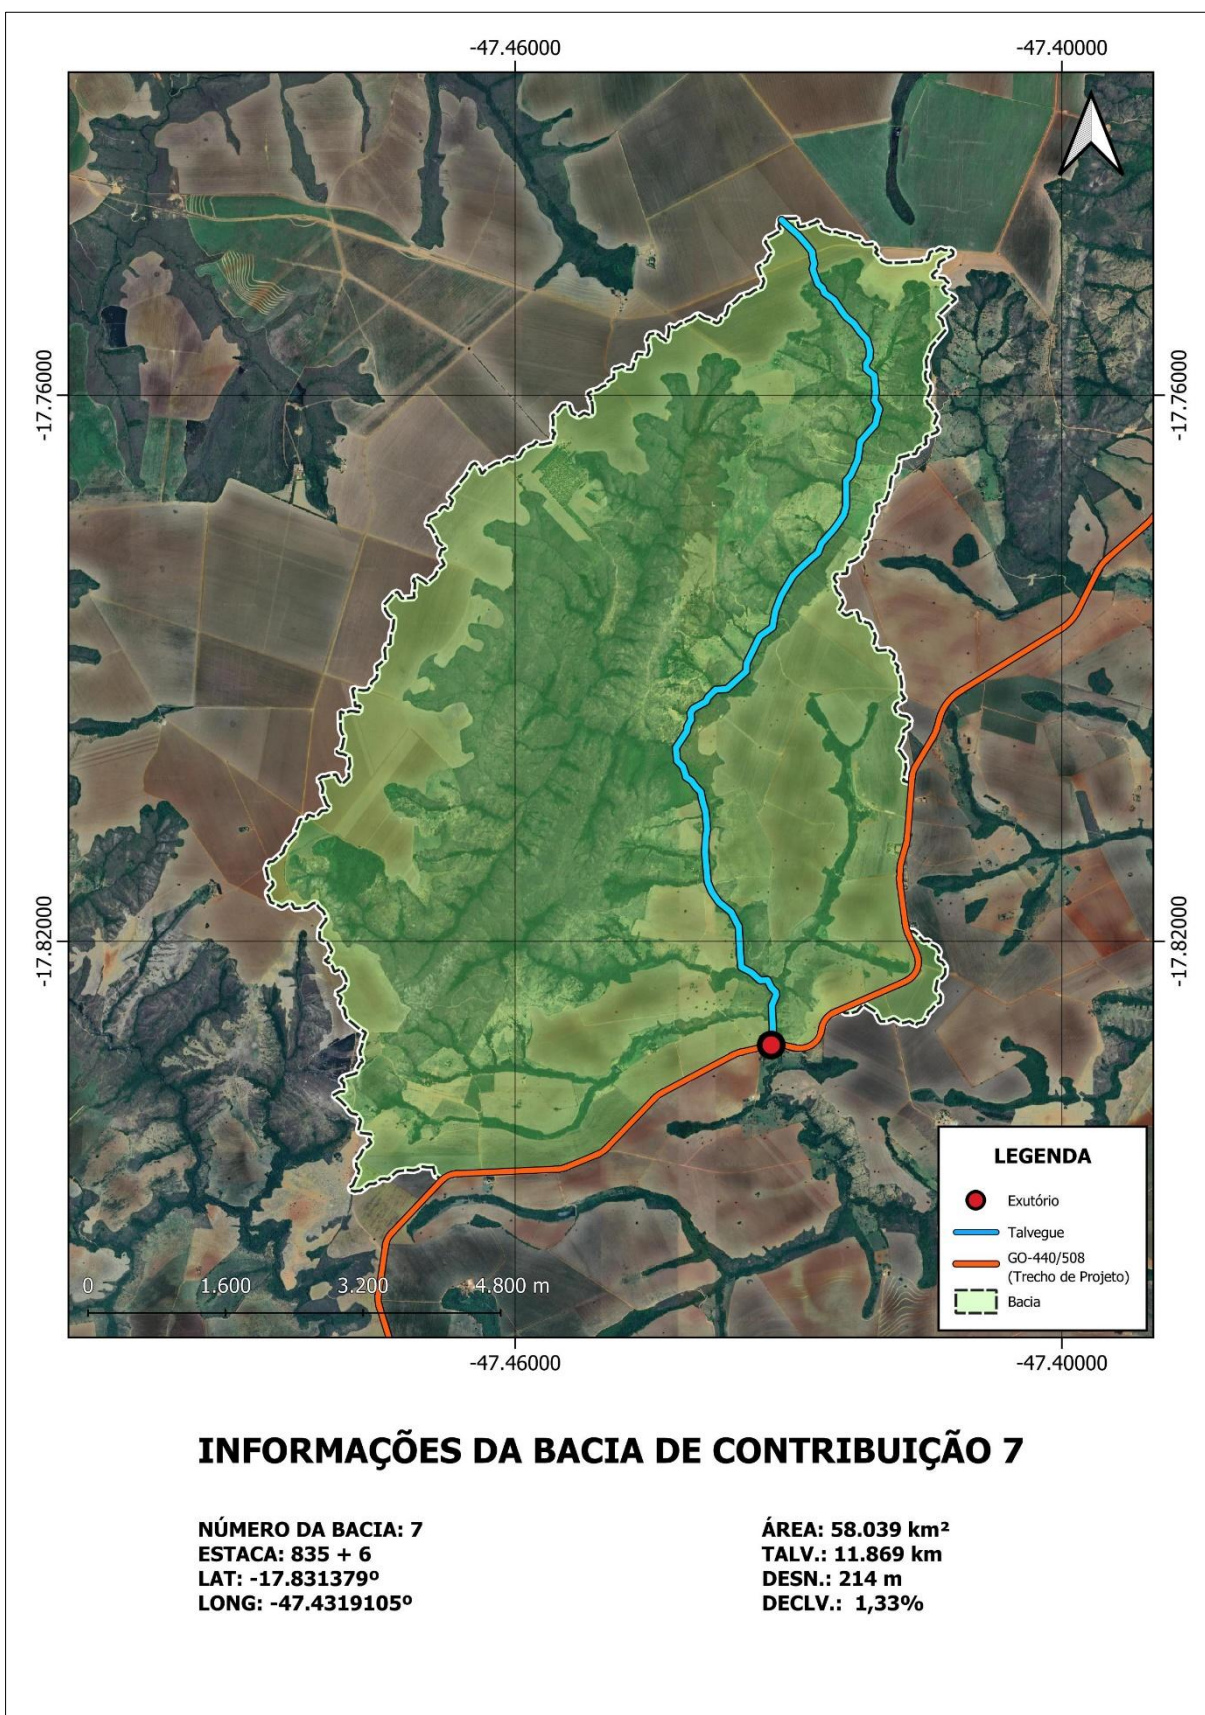 -47.46000
-47.40000
-17.76000
-17.76000
-17.82000
-17.82000
LEGENDA
Exutório
Talvegue
GO-440/508
(Trecho de Projeto)
Bacia
0 1.600 3.200 4.800 m
-47.46000
-47.40000
INFORMAÇÕES DA BACIA DE CONTRIBUIÇÃO 7
NÚMERO DA BACIA: 7
ESTACA: 835 + 6
LAT: -17.831379º
LONG: -47.4319105º
ÁREA: 58.039 km²
TALV.: 11.869 km
DESN.: 214 m
DECLV.: 1,33%